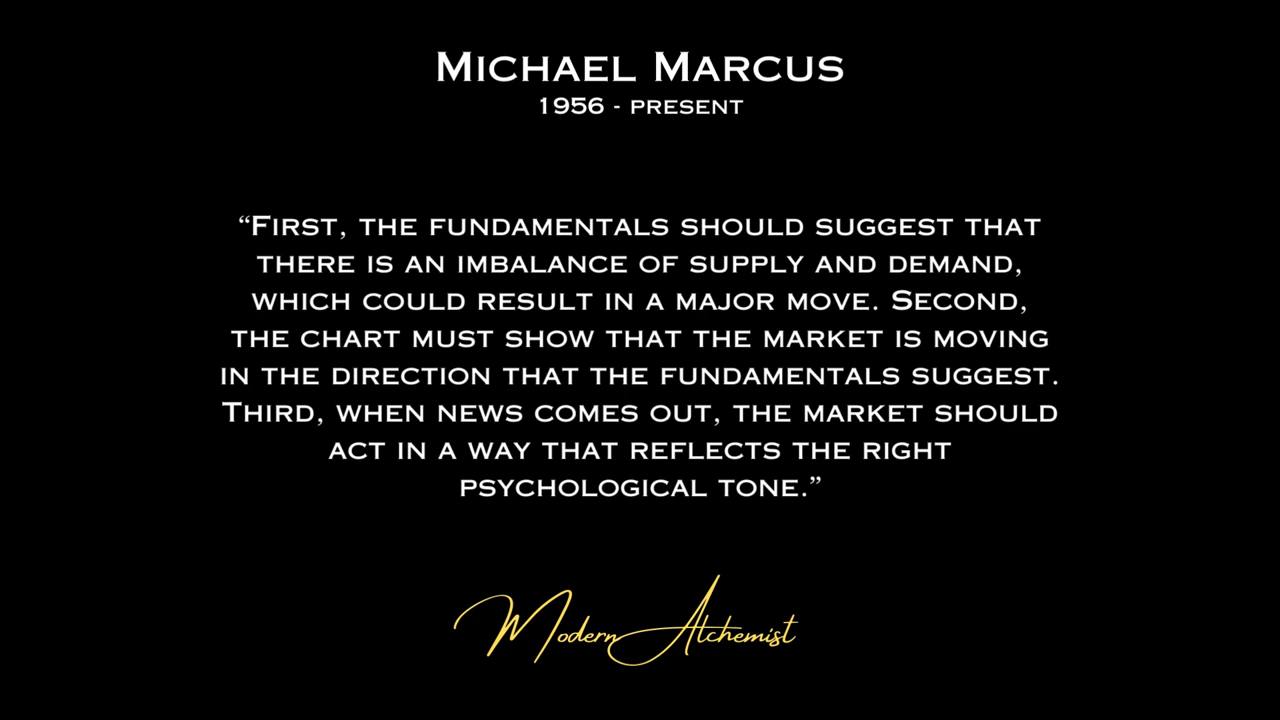 Michael Marcus
1956 - present
“First, the fundamentals should suggest that
there is an imbalance of supply and demand,
which could result in a major move. Second,
the chart must show that the market is moving
in the direction that the fundamentals suggest.
Third, when news comes out, the market should
act in a way that reflects the right
psychological tone.”
Modern Alchemist